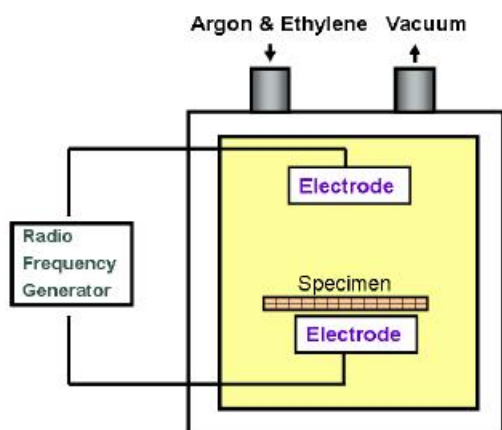 Argon & Ethylene Vacuum
Electrode
Radio
Frequency
Generator
Specimen
Electrode